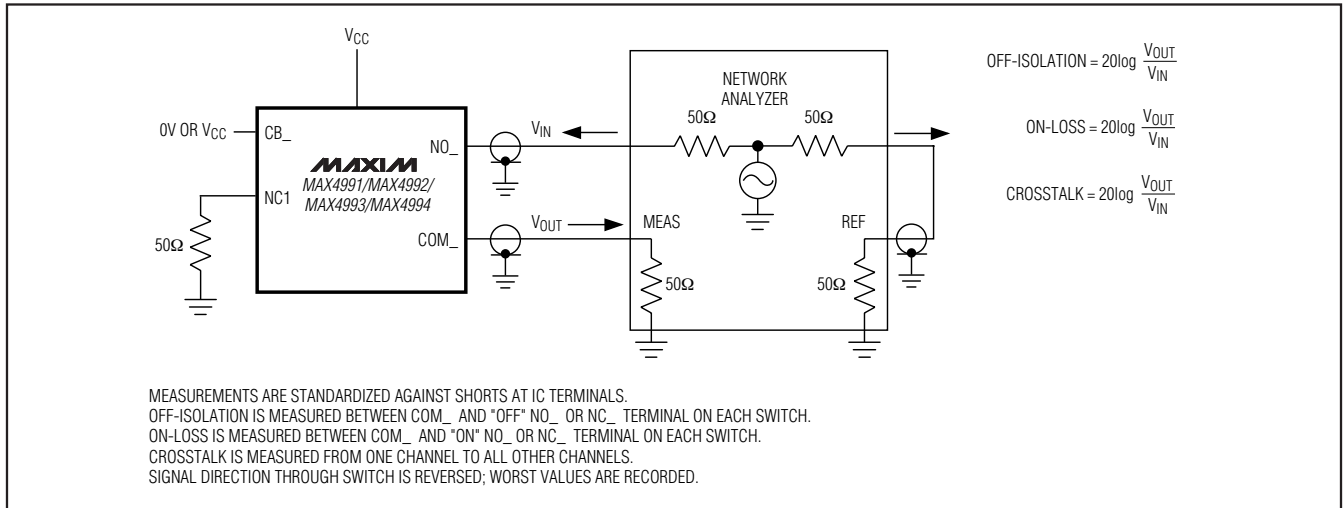 VCC
0V OR VCC
CB_
NO_
VIN
MAXIM
MAX4991/MAX4992/
MAX4993/MAX4994
NC1
50Ω
COM_
VOUT
NETWORK
ANALYZER
50Ω
50Ω
MEAS
REF
50Ω
50Ω
OFF-ISOLATION = 20log VOUT
VIN
ON-LOSS = 20log VOUT
VIN
CROSSTALK = 20log VOUT
VIN
MEASUREMENTS ARE STANDARDIZED AGAINST SHORTS AT IC TERMINALS.
OFF-ISOLATION IS MEASURED BETWEEN COM_ AND "OFF" NO_ OR NC_ TERMINAL ON EACH SWITCH.
ON-LOSS IS MEASURED BETWEEN COM_ AND "ON" NO_ OR NC_ TERMINAL ON EACH SWITCH.
CROSSTALK IS MEASURED FROM ONE CHANNEL TO ALL OTHER CHANNELS.
SIGNAL DIRECTION THROUGH SWITCH IS REVERSED; WORST VALUES ARE RECORDED.